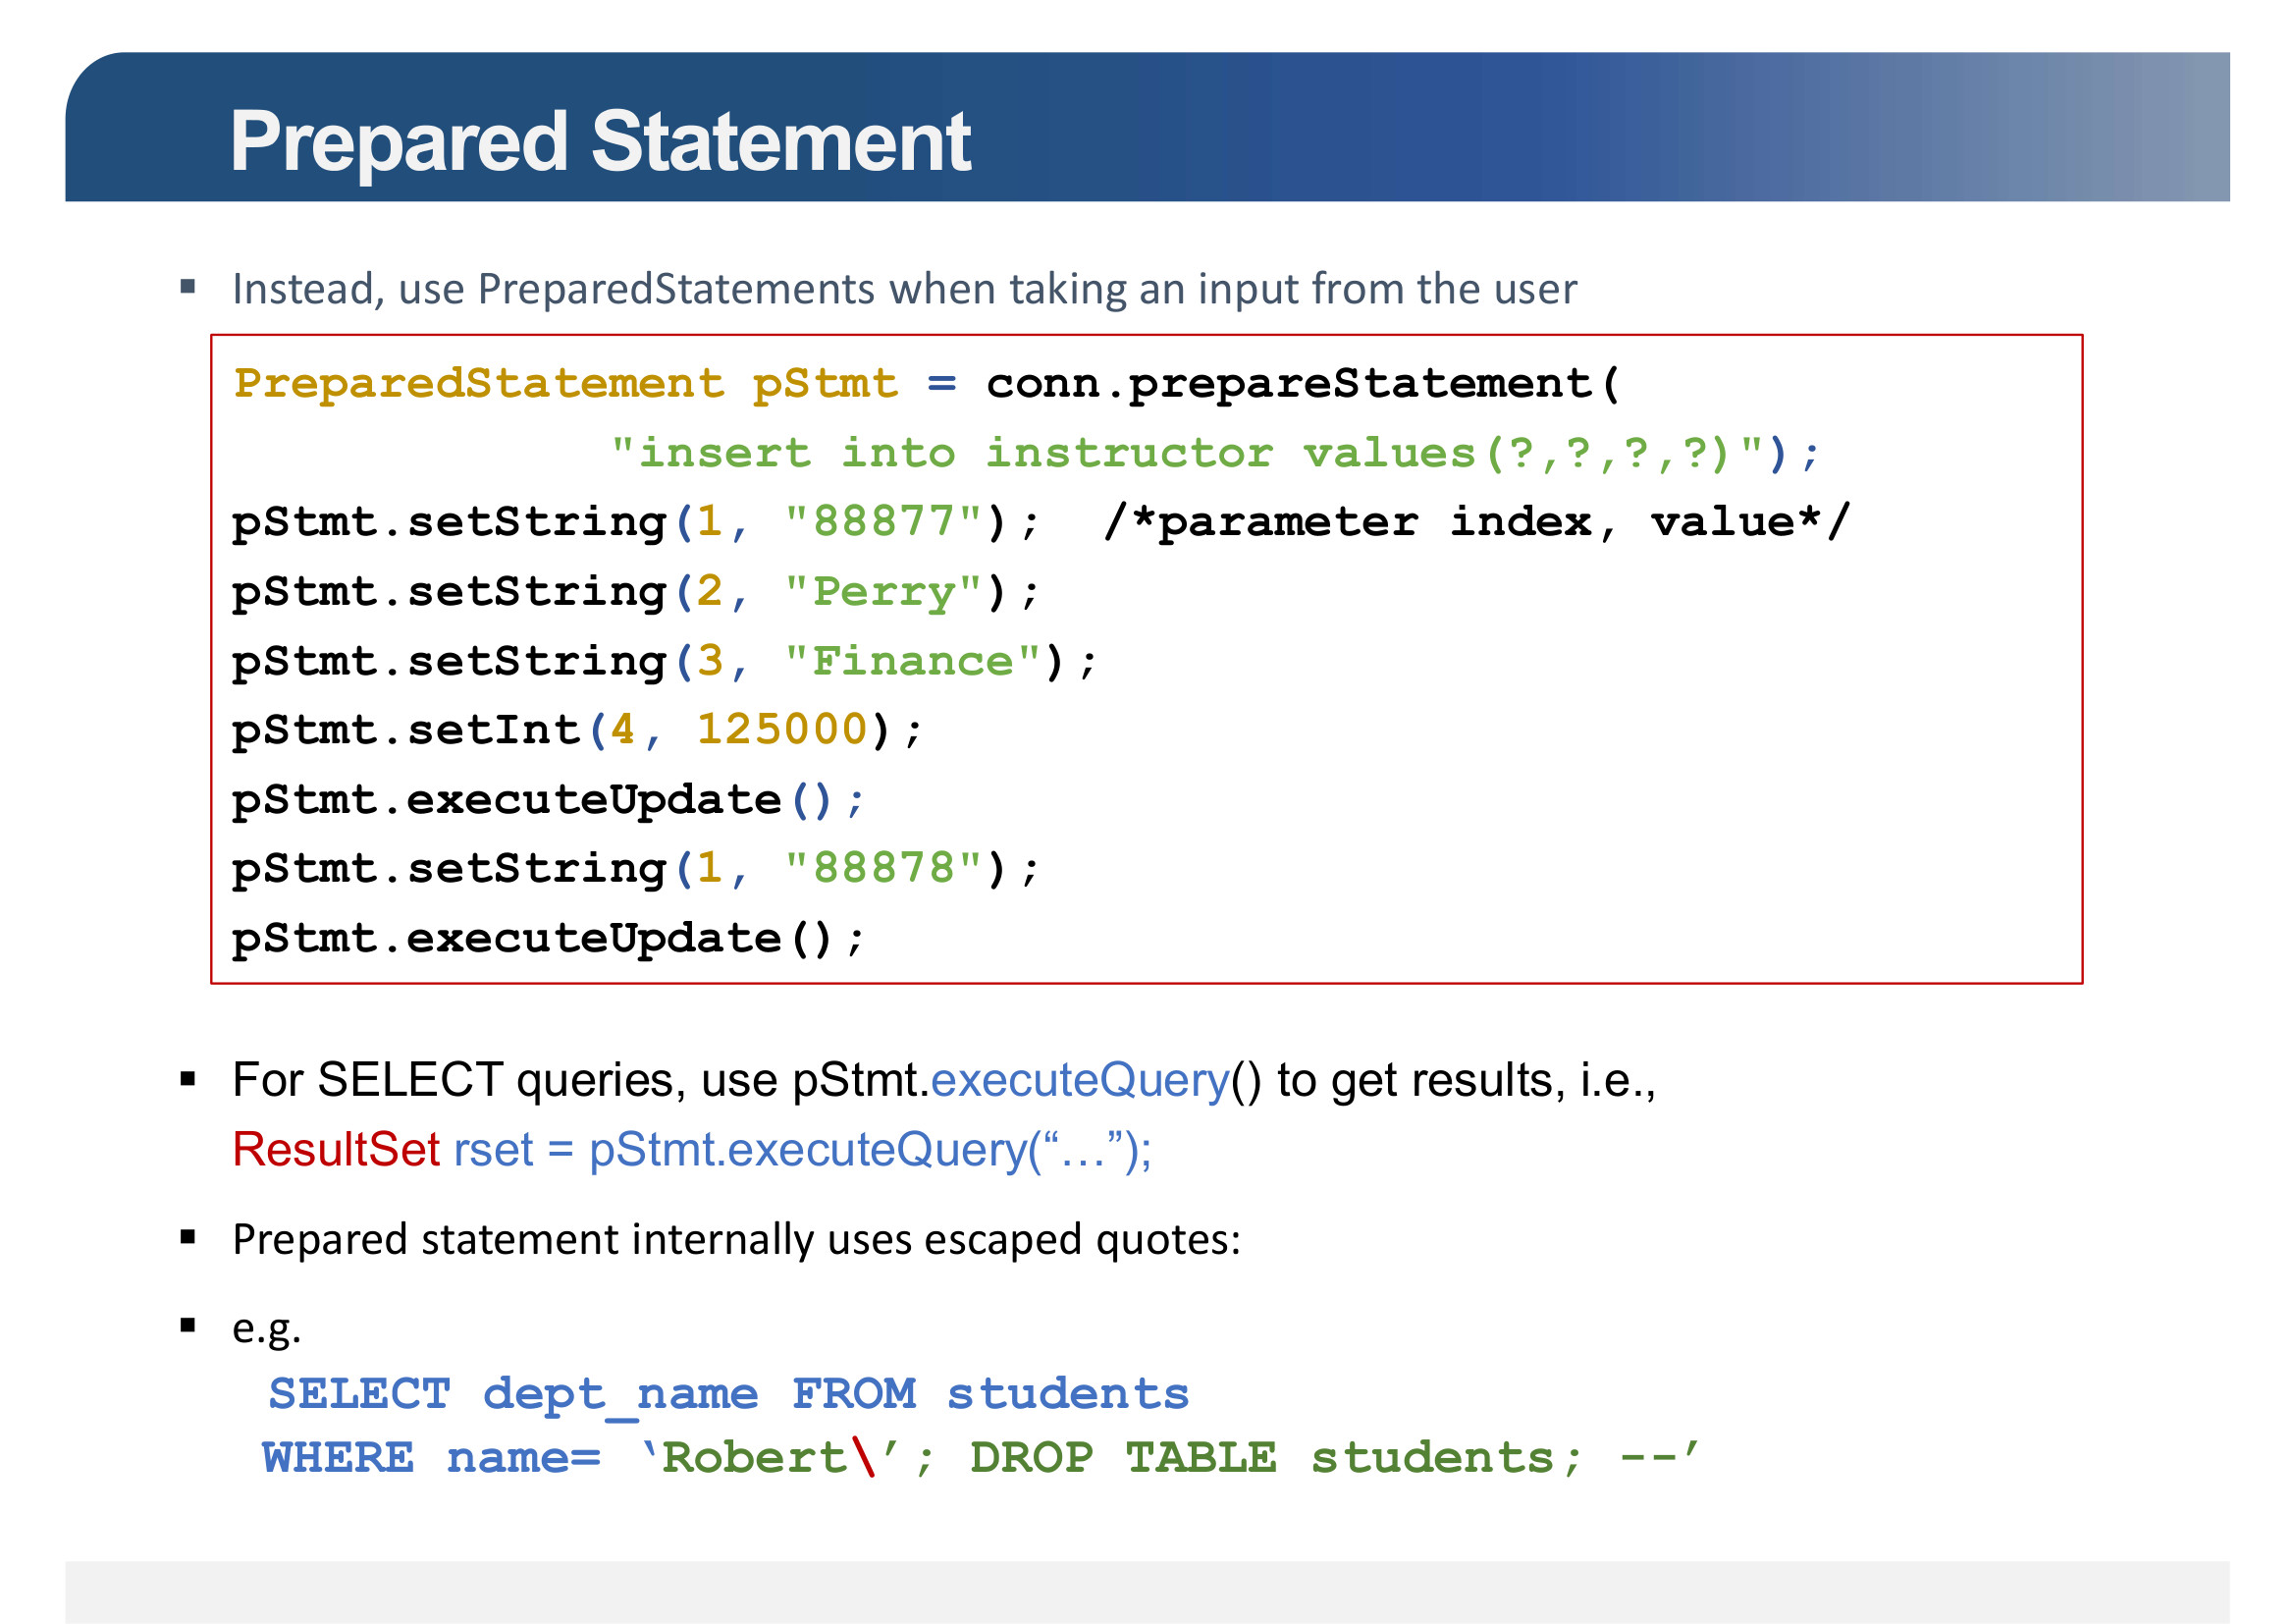 Prepared Statement
▪ Instead, use PreparedStatements when taking an input from the user
PreparedStatement pStmt = conn.prepareStatement(
"insert into instructor values(?,?,?,?)");
pStmt.setString(1, "88877"); /*parameter index, value*/
pStmt.setString(2, "Perry");
pStmt.setString(3, "Finance");
pStmt.setInt(4, 125000);
pStmt.executeUpdate();
pStmt.setString(1, "88878");
pStmt.executeUpdate();
▪ For SELECT queries, use pStmt.executeQuery() to get results, i.e.,
ResultSet rset = pStmt.executeQuery(“…”);
▪ Prepared statement internally uses escaped quotes:
▪ e.g.
SELECT dept_name FROM students
WHERE name= ‘Robert\’; DROP TABLE students; --’